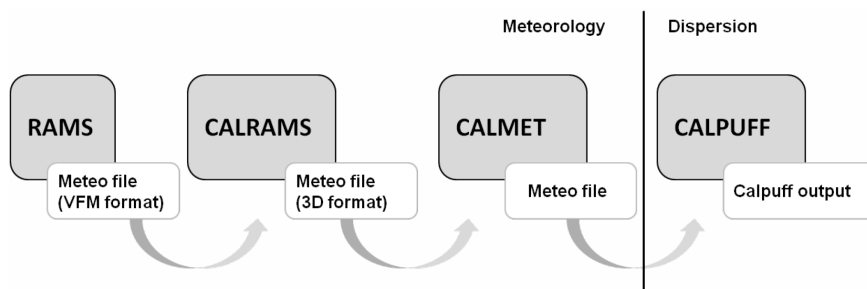 Meteorology
Dispersion
RAMS
CALRAMS
CALMET
CALPUFF
Meteo file
(VFM format)
Meteo file
(3D format)
Meteo file
Calpuff output